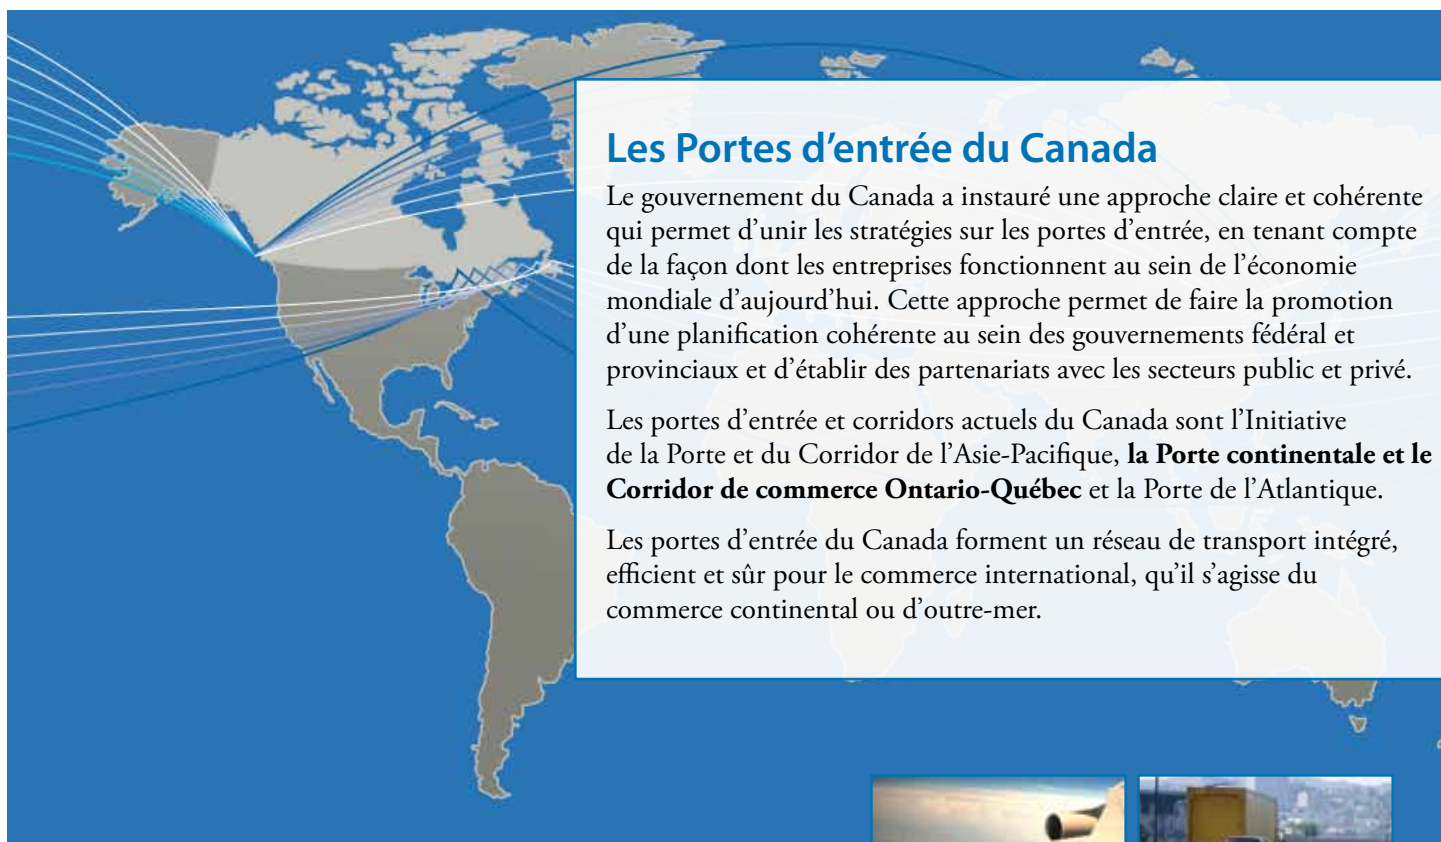 Les Portes d'entrée du Canada
Le gouvernement du Canada a instauré une approche claire et cohérente
qui permet d'unir les stratégies sur les portes d'entrée, en tenant compte
de la façon dont les entreprises fonctionnent au sein de l'économie
mondiale d'aujourd'hui. Cette approche permet de faire la promotion
d'une planification cohérente au sein des gouvernements fédéral et
provinciaux et d'établir des partenariats avec les secteurs public et privé.
Les portes d'entrée et corridors actuels du Canada sont l'Initiative
de la Porte et du Corridor de l'Asie-Pacifique, la Porte continentale et le
Corridor de commerce Ontario-Québec et la Porte de l'Atlantique.
Les portes d'entrée du Canada forment un réseau de transport intégré,
efficient et sûr pour le commerce international, qu'il s'agisse du
commerce continental ou d'outre-mer.